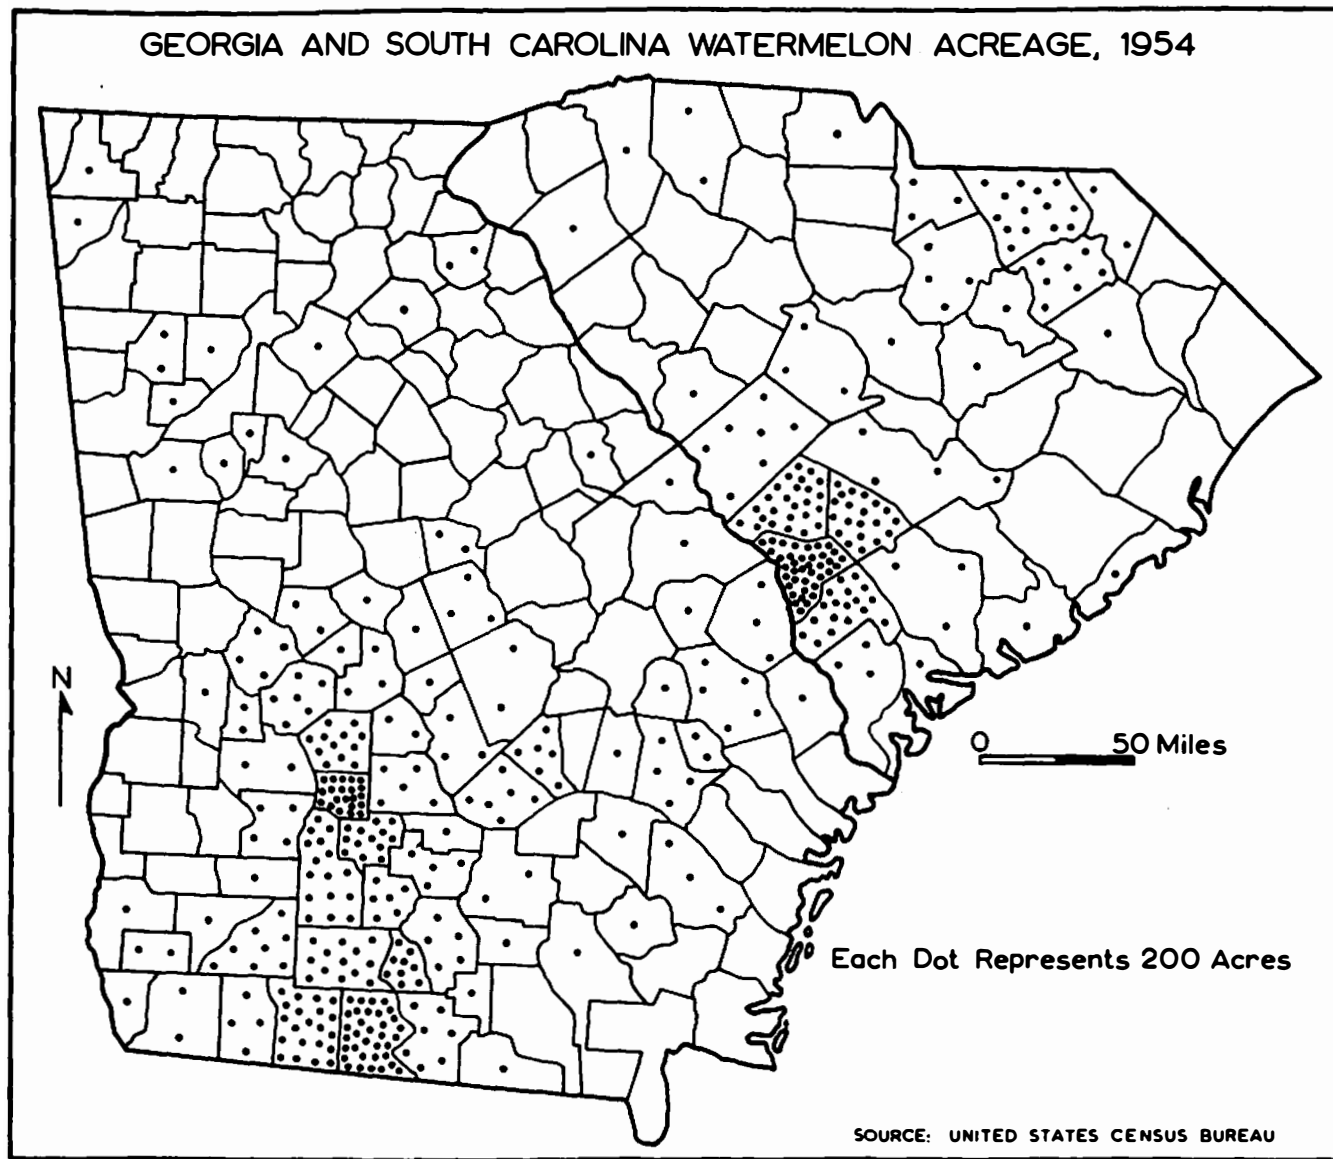 GEORGIA AND SOUTH CAROLINA WATERMELON ACREAGE, 1954
N
0 50 Miles
Each Dot Represents 200 Acres
SOURCE: UNITED STATES CENSUS BUREAU